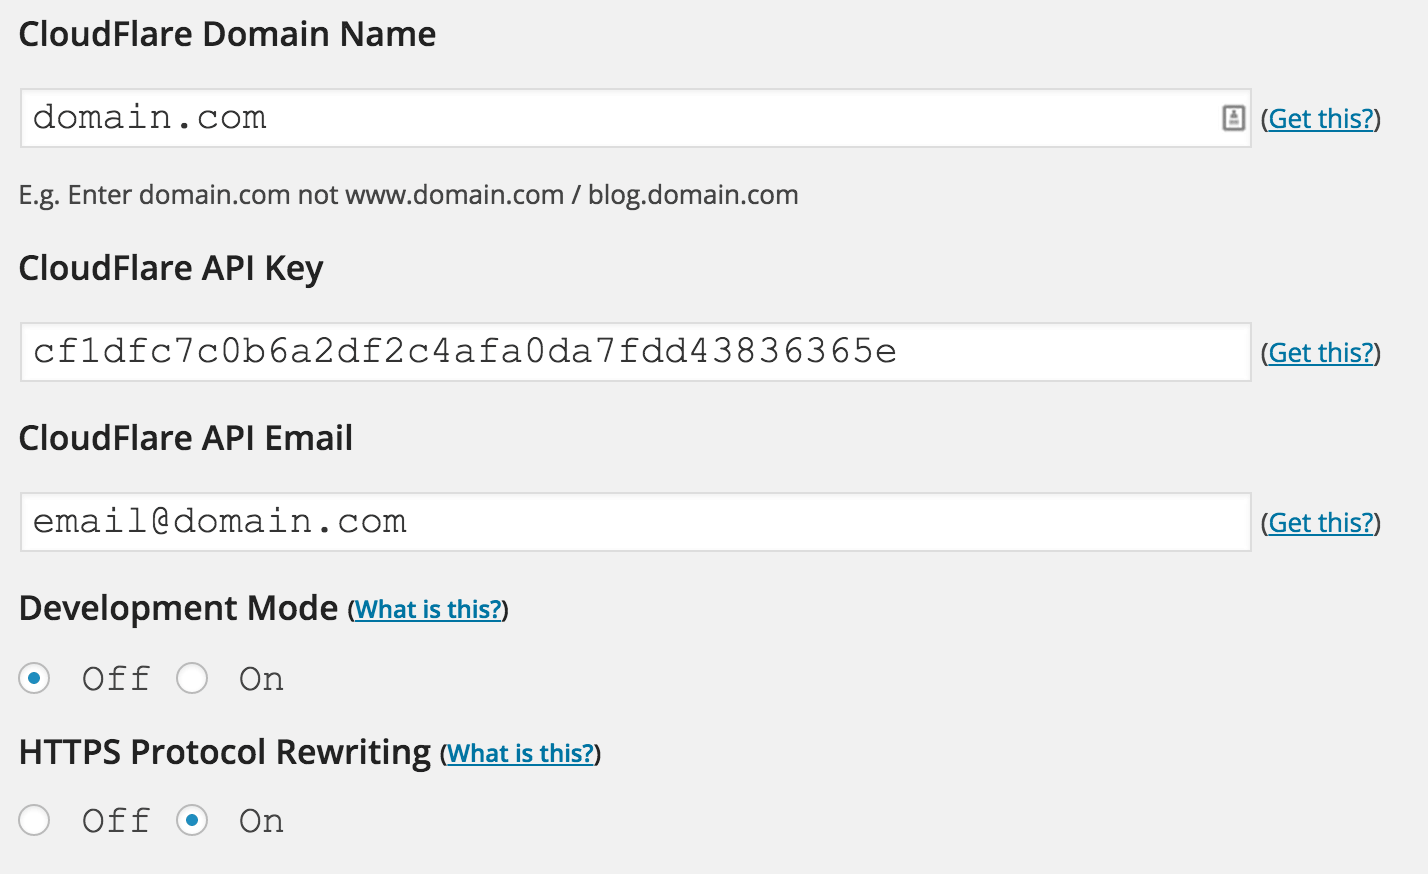 CloudFlare Domain Name
domain.com (Get this?)
E.g. Enter domain.com not www.domain.com / blog.domain.com
CloudFlare API Key
cf1dfc7c0b6a2df2c4afa0da7fdd43836365e (Get this?)
CloudFlare API Email
email@domain.com (Get this?)
Development Mode (What is this?)
Off On
HTTPS Protocol Rewriting (What is this?)
Off On